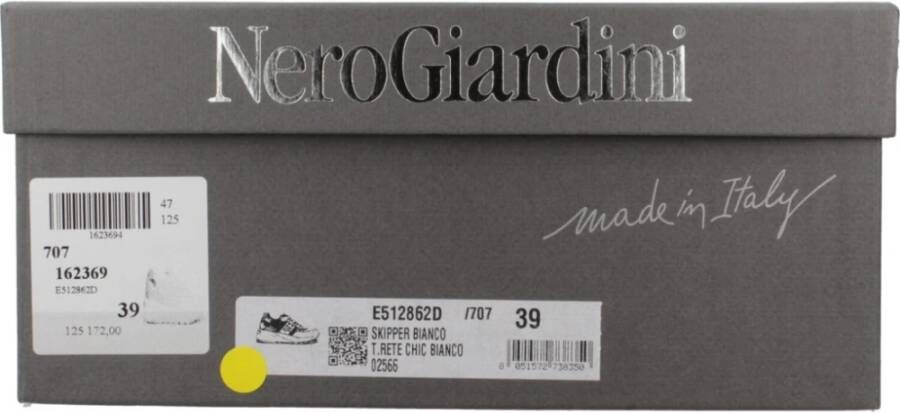 NeroGiardini
made in Italy
47
125
1623694
707
162369
E512862D
39
125 172,00
E512862D /707 39
SKIPPER BIANCO
T.RETE CHIC BIANCO
02566
0 051572 738350